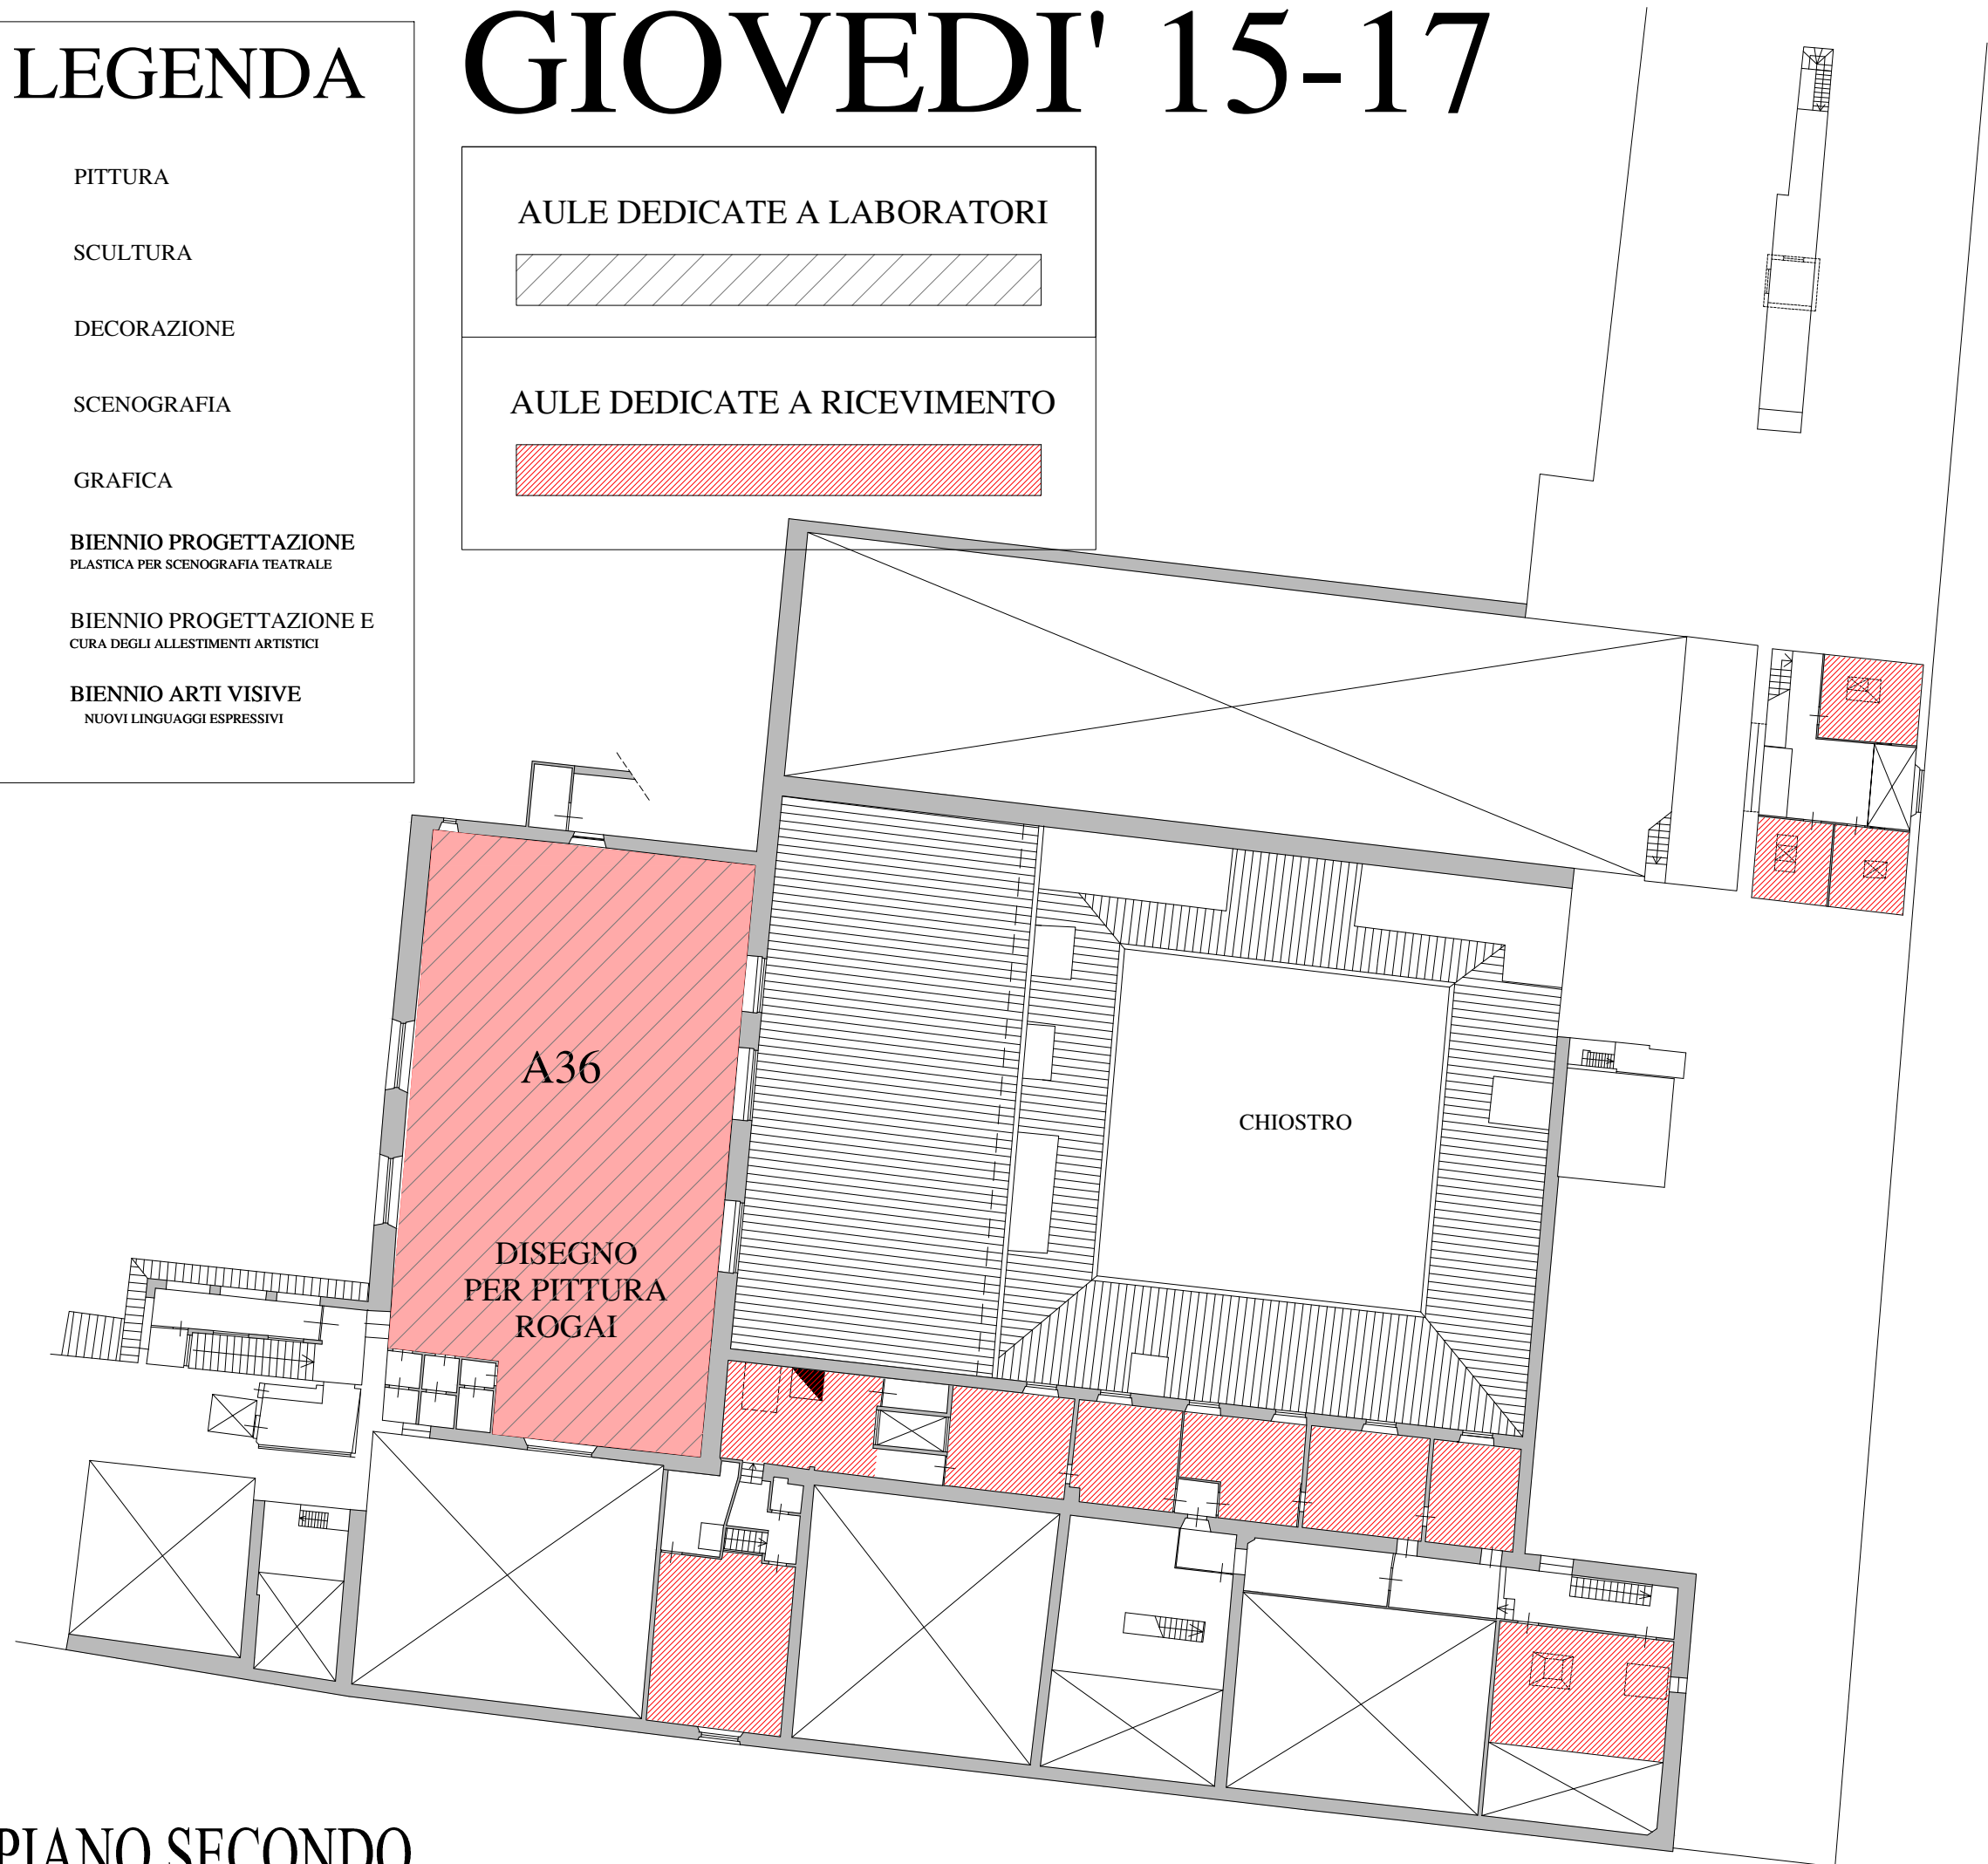 LEGENDA
GIOVEDI' 15-17
PITTURA
SCULTURA
DECORAZIONE
SCENOGRAFIA
GRAFICA
BIENNIO PROGETTAZIONE
PLASTICA PER SCENOGRAFIA TEATRALE
BIENNIO PROGETTAZIONE E
CURA DEGLI ALLESTIMENTI ARTISTICI
BIENNIO ARTI VISIVE
NUOVI LINGUAGGI ESPRESSIVI
AULE DEDICATE A LABORATORI
AULE DEDICATE A RICEVIMENTO
A36
CHIOSTRO
DISEGNO
PER PITTURA
ROGAI
PIANO SECONDO